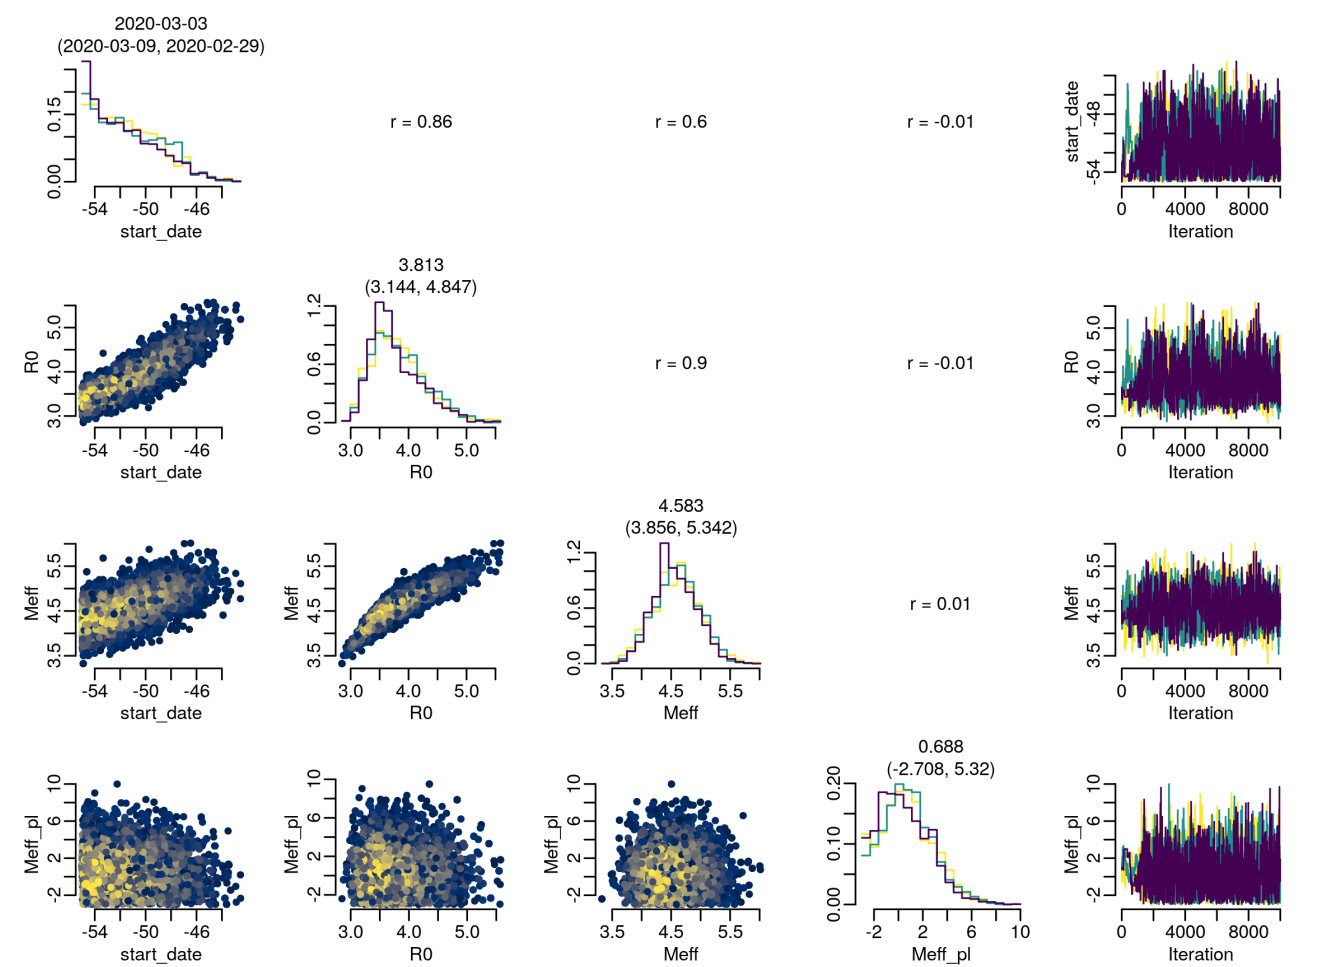 2020-03-03
(2020-03-09, 2020-02-29)
0.00 0.15
-54 -50 -46
start_date
r = 0.86
r = 0.6
r = -0.01
start_date
-54 -48
0 4000 8000
Iteration
R0
3.0 4.0 5.0
-54 -50 -46
start_date
3.813
(3.144, 4.847)
0.0 0.6 1.2
3.0 4.0 5.0
R0
r = 0.9
r = -0.01
R0
3.0 4.0 5.0
0 4000 8000
Iteration
Meff
3.5 4.5 5.5
-54 -50 -46
start_date
Meff
3.5 4.5 5.5
3.0 4.0 5.0
R0
4.583
(3.856, 5.342)
0.0 0.6 1.2
3.5 4.5 5.5
Meff
r = 0.01
Meff
3.5 4.5 5.5
0 4000 8000
Iteration
Meff_pl
-2 2 6 10
-54 -50 -46
start_date
Meff_pl
-2 2 6 10
3.0 4.0 5.0
R0
Meff_pl
-2 2 6 10
3.5 4.5 5.5
Meff
0.688
(-2.708, 5.32)
0.00 0.10 0.20
-2 2 6 10
Meff_pl
Meff_pl
-2 2 6 10
0 4000 8000
Iteration